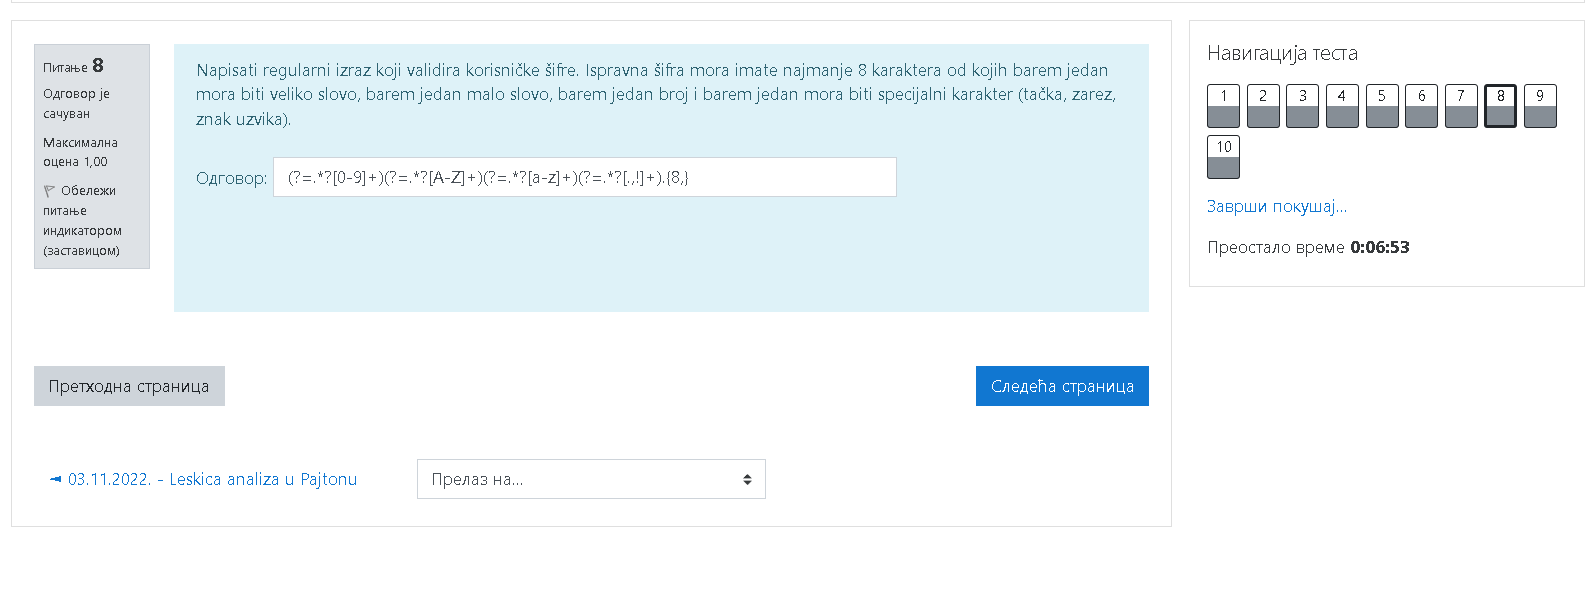 Питање 8
Одговор је
сачуван
Максимална
оцена 1,00
Обележи
питање
индикатором
(заставицом)
Napisati regularni izraz koji validira korisničke šifre. Ispravna šifra mora imate najmanje 8 karaktera od kojih barem jedan
mora biti veliko slovo, barem jedan malo slovo, barem jedan broj i barem jedan mora biti specijalni karakter (tačka, zarez,
znak uzvika).
Одговор: (?=.*?[0-9]+)(?=.*?[A-Z]+)(?=.*?[a-z]+)(?=.*?[.,!]+).{8,}
Претходна страница
Следећа страница
◄ 03.11.2022. - Leskica analiza u Pajtonu
Прелаз на...
Навигација теста
1 2 3 4 5 6 7 8 9
10
Заврши покушај...
Преостало време 0:06:53